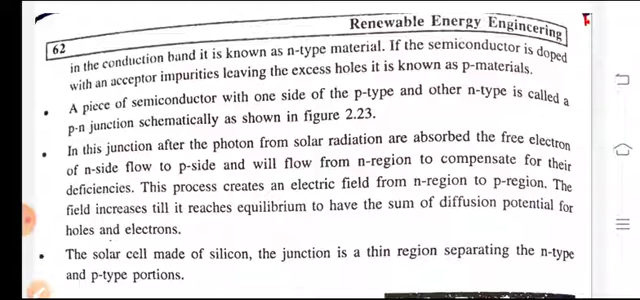 Renewable Energy Engincering
62
in the conduction band it is known as n-type material. If the semiconductor is doped
with an acceptor impurities leaving the excess holes it is known as p-materials.
• A piece of semiconductor with one side of the p-type and other n-type is called a
p-n junction schematically as shown in figure 2.23.
• In this junction after the photon from solar radiation are absorbed the free electron
of n-side flow to p-side and will flow from n-region to compensate for their
deficiencies. This process creates an electric field from n-region to p-region. The
field increases till it reaches equilibrium to have the sum of diffusion potential for
holes and electrons.
• The solar cell made of silicon, the junction is a thin region separating the n-type
and p-type portions.